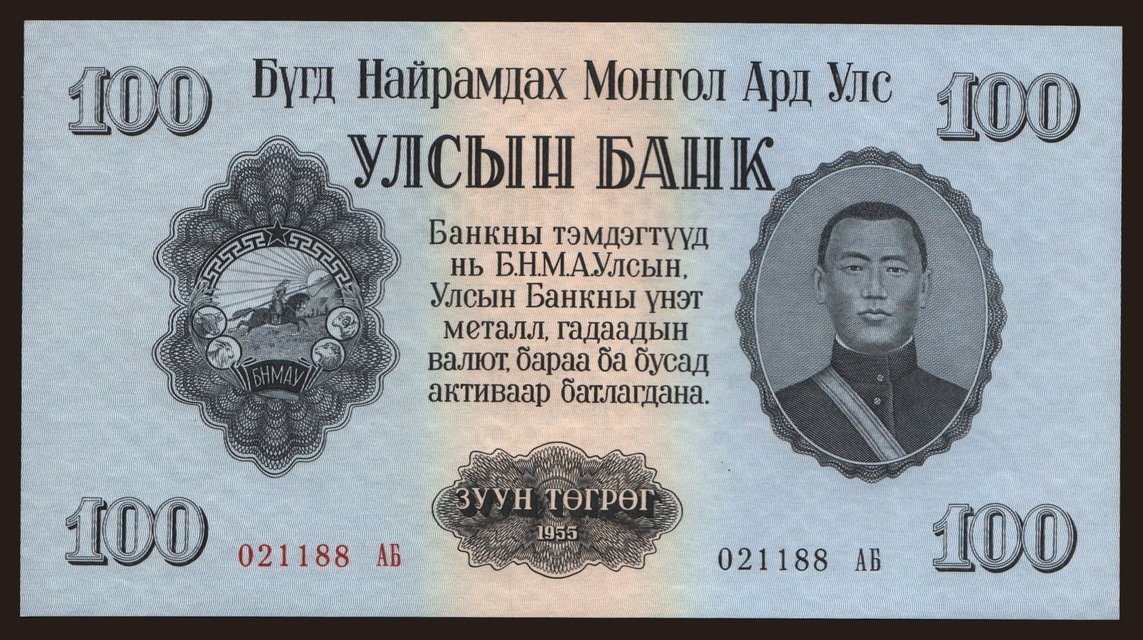 100
Бүгд Найрамдах Монгол Ард Улс
100
УЛСЫН БАНК
Банкны тэмдэгтүүд
нь Б.Н.М.А.Улсын,
Улсын Банкны үнэт
металл, гадаадын
валют, бараа ба бусад
активаар батлагдана.
БНМАУ
ЗУУН ТӨГРӨГ
1955
100
021188 АБ
021188 АБ
100